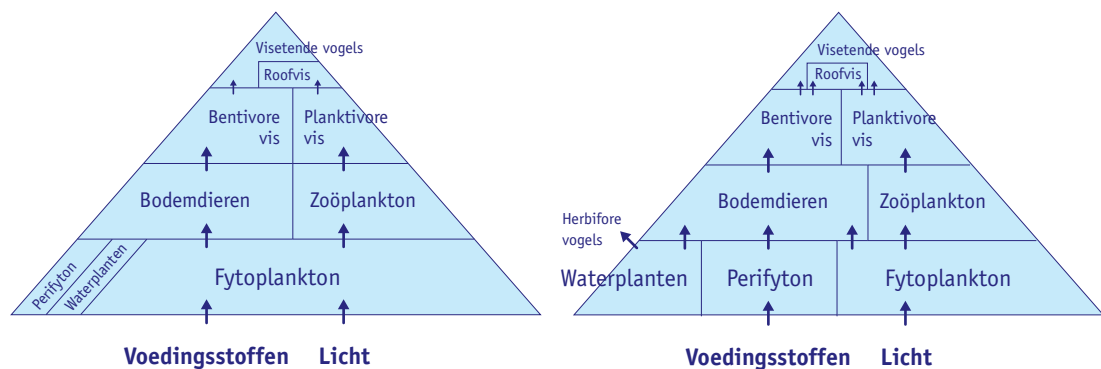 Visetende vogels
Roofvis
Bentivore
vis
Planktivore
vis
Bodemdieren
Zoöplankton
Perifyton
Waterplanten
Fytoplankton
Voedingsstoffen
Licht
Visetende vogels
Roofvis
Bentivore
vis
Planktivore
vis
Bodemdieren
Zoöplankton
Herbifore
vogels
Waterplanten
Perifyton
Fytoplankton
Voedingsstoffen
Licht